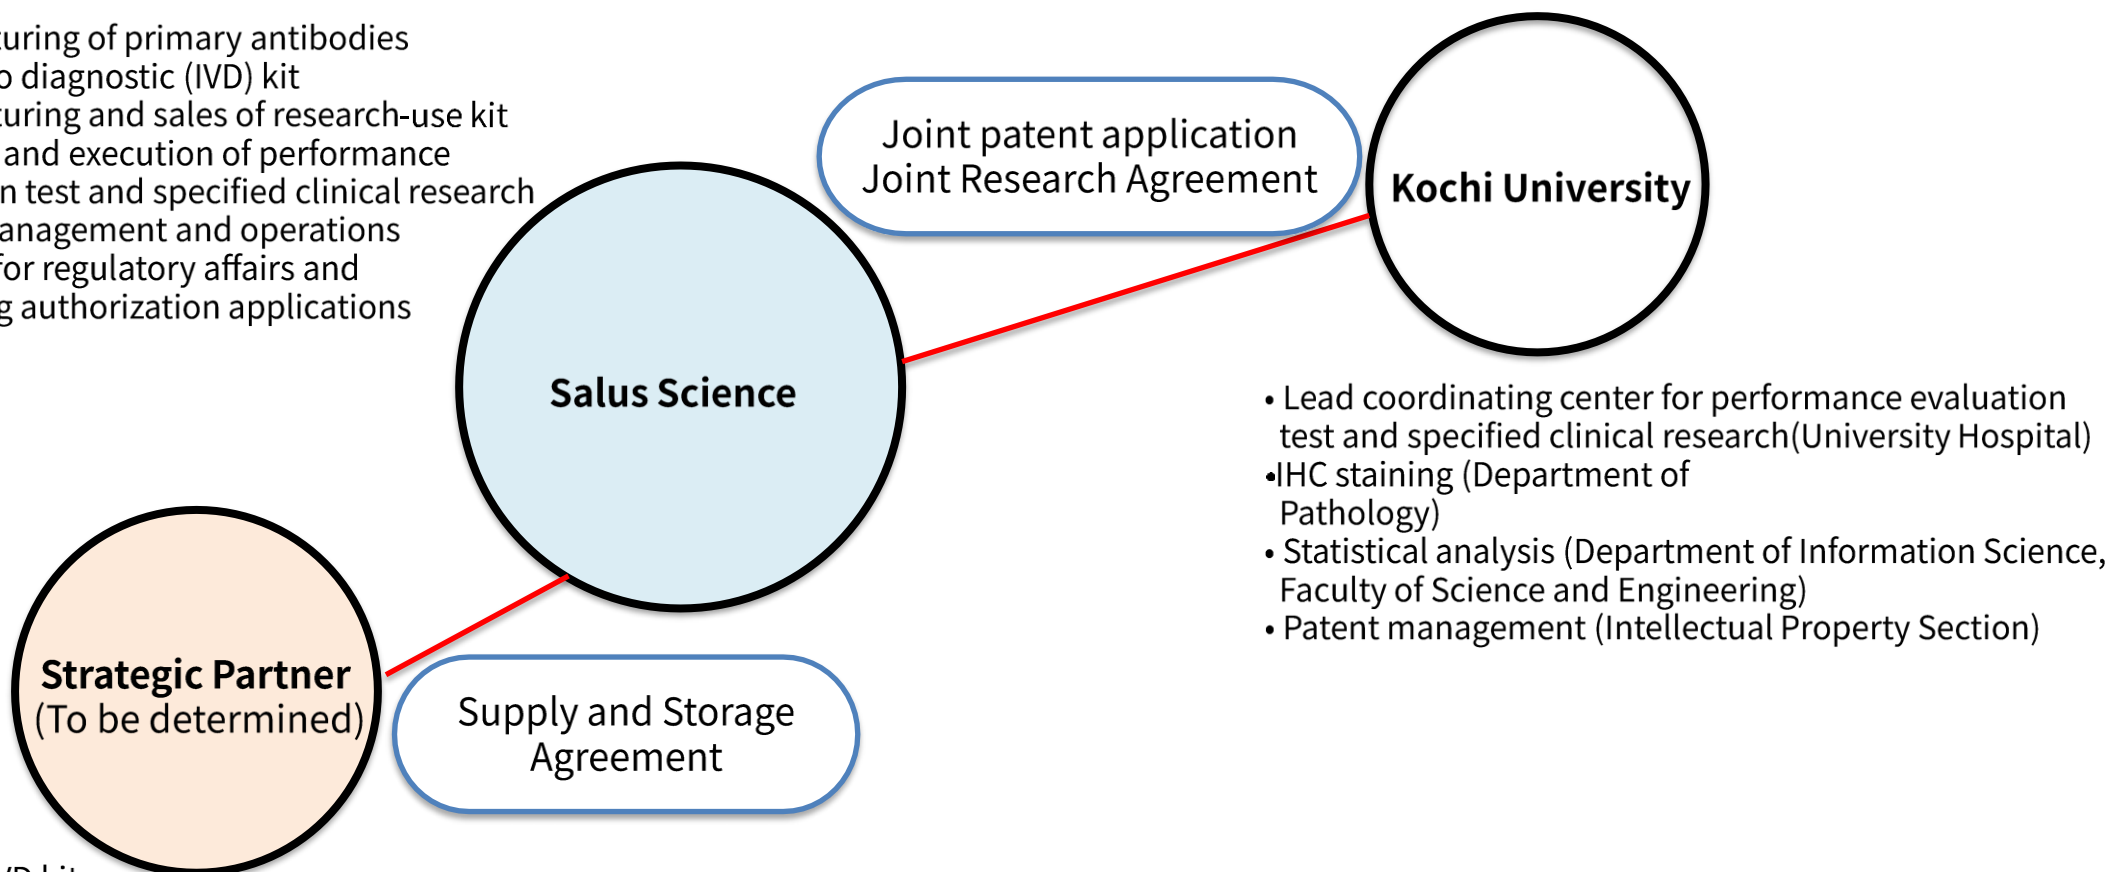 turing of primary antibodies
o diagnostic (IVD) kit
turing and sales of research-use kit
and execution of performance
n test and specified clinical research
anagement and operations
for regulatory affairs and
g authorization applications
Joint patent application
Joint Research Agreement
Kochi University
Salus Science
• Lead coordinating center for performance evaluation
test and specified clinical research(University Hospital)
•IHC staining (Department of
Pathology)
• Statistical analysis (Department of Information Science,
Faculty of Science and Engineering)
• Patent management (Intellectual Property Section)
Strategic Partner
(To be determined)
Supply and Storage
Agreement